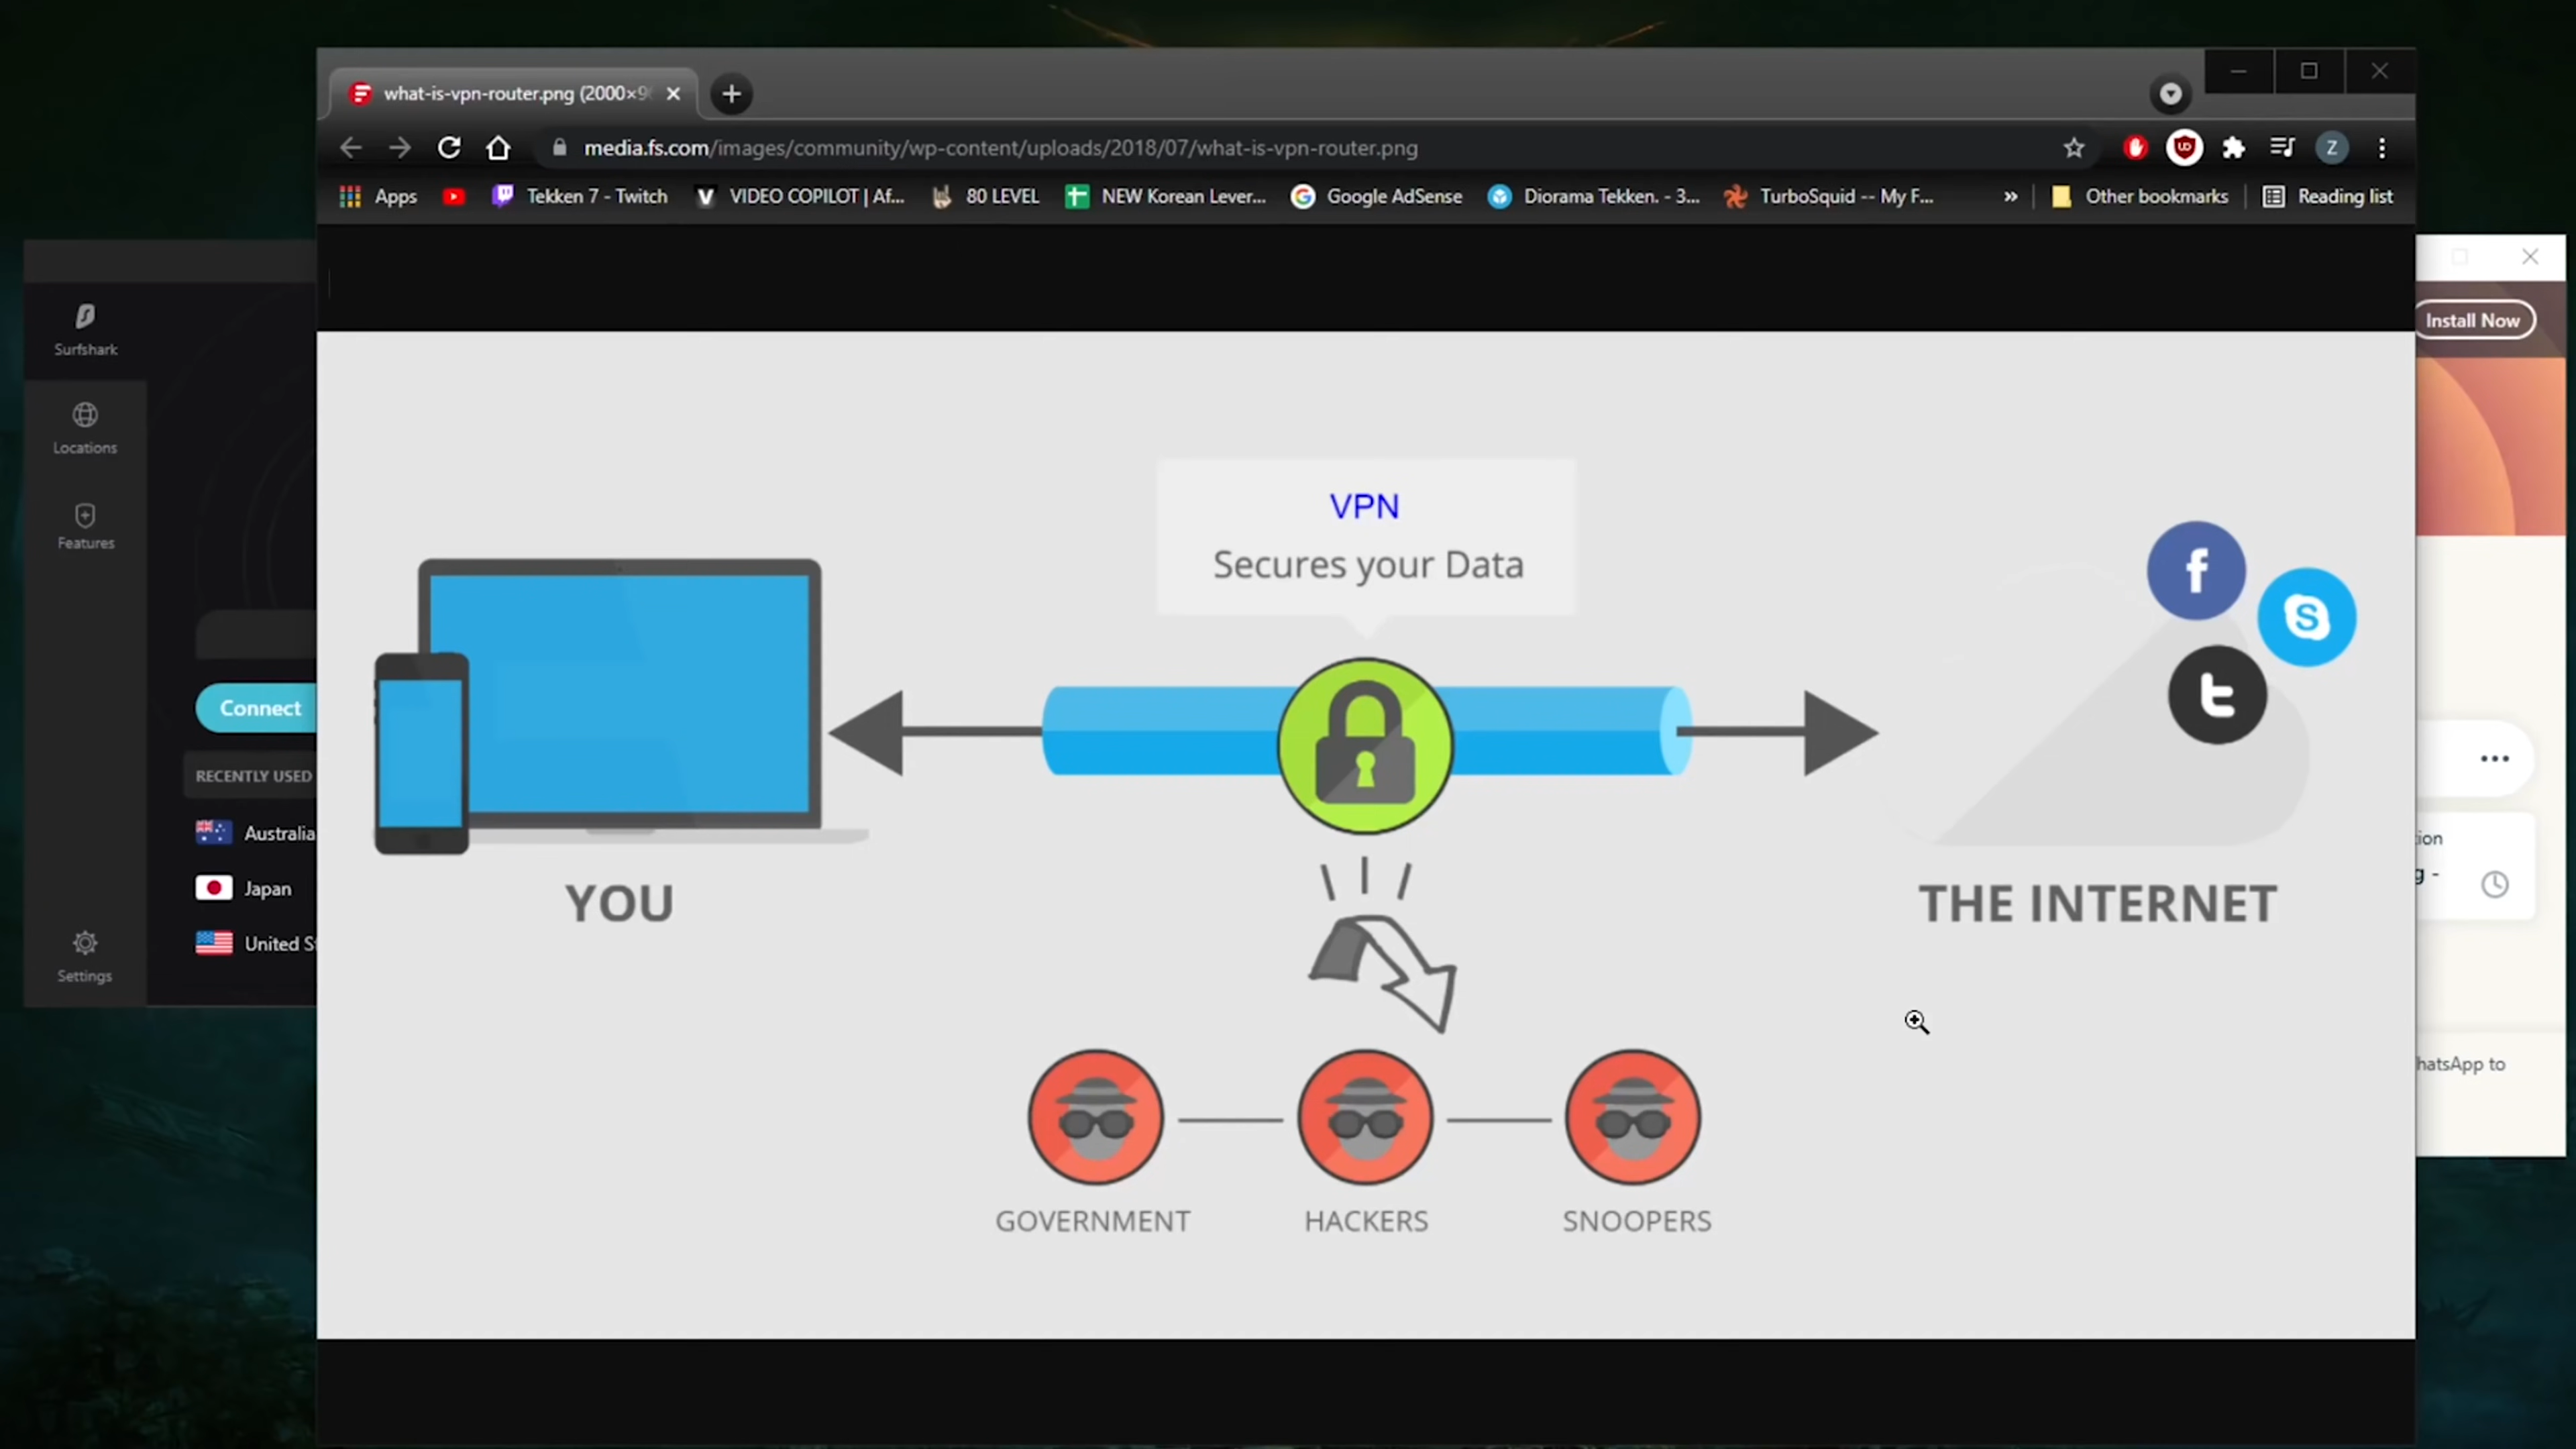 what-is-vpn-router.png (2000×9
media.fs.com/images/community/wp-content/uploads/2018/07/what-is-vpn-router.png
Z
Apps
Tekken 7 - Twitch
VIDEO COPILOT | Af...
80 LEVEL
NEW Korean Lever...
Google AdSense
Diorama Tekken. - 3...
TurboSquid -- My F...
»
Other bookmarks
Reading list
Surfshark
Locations
Features
Connect
RECENTLY USED
Australia
Japan
United S
Settings
Install Now
VPN
Secures your Data
YOU
THE INTERNET
GOVERNMENT
HACKERS
SNOOPERS
tion
g -
hatsApp to